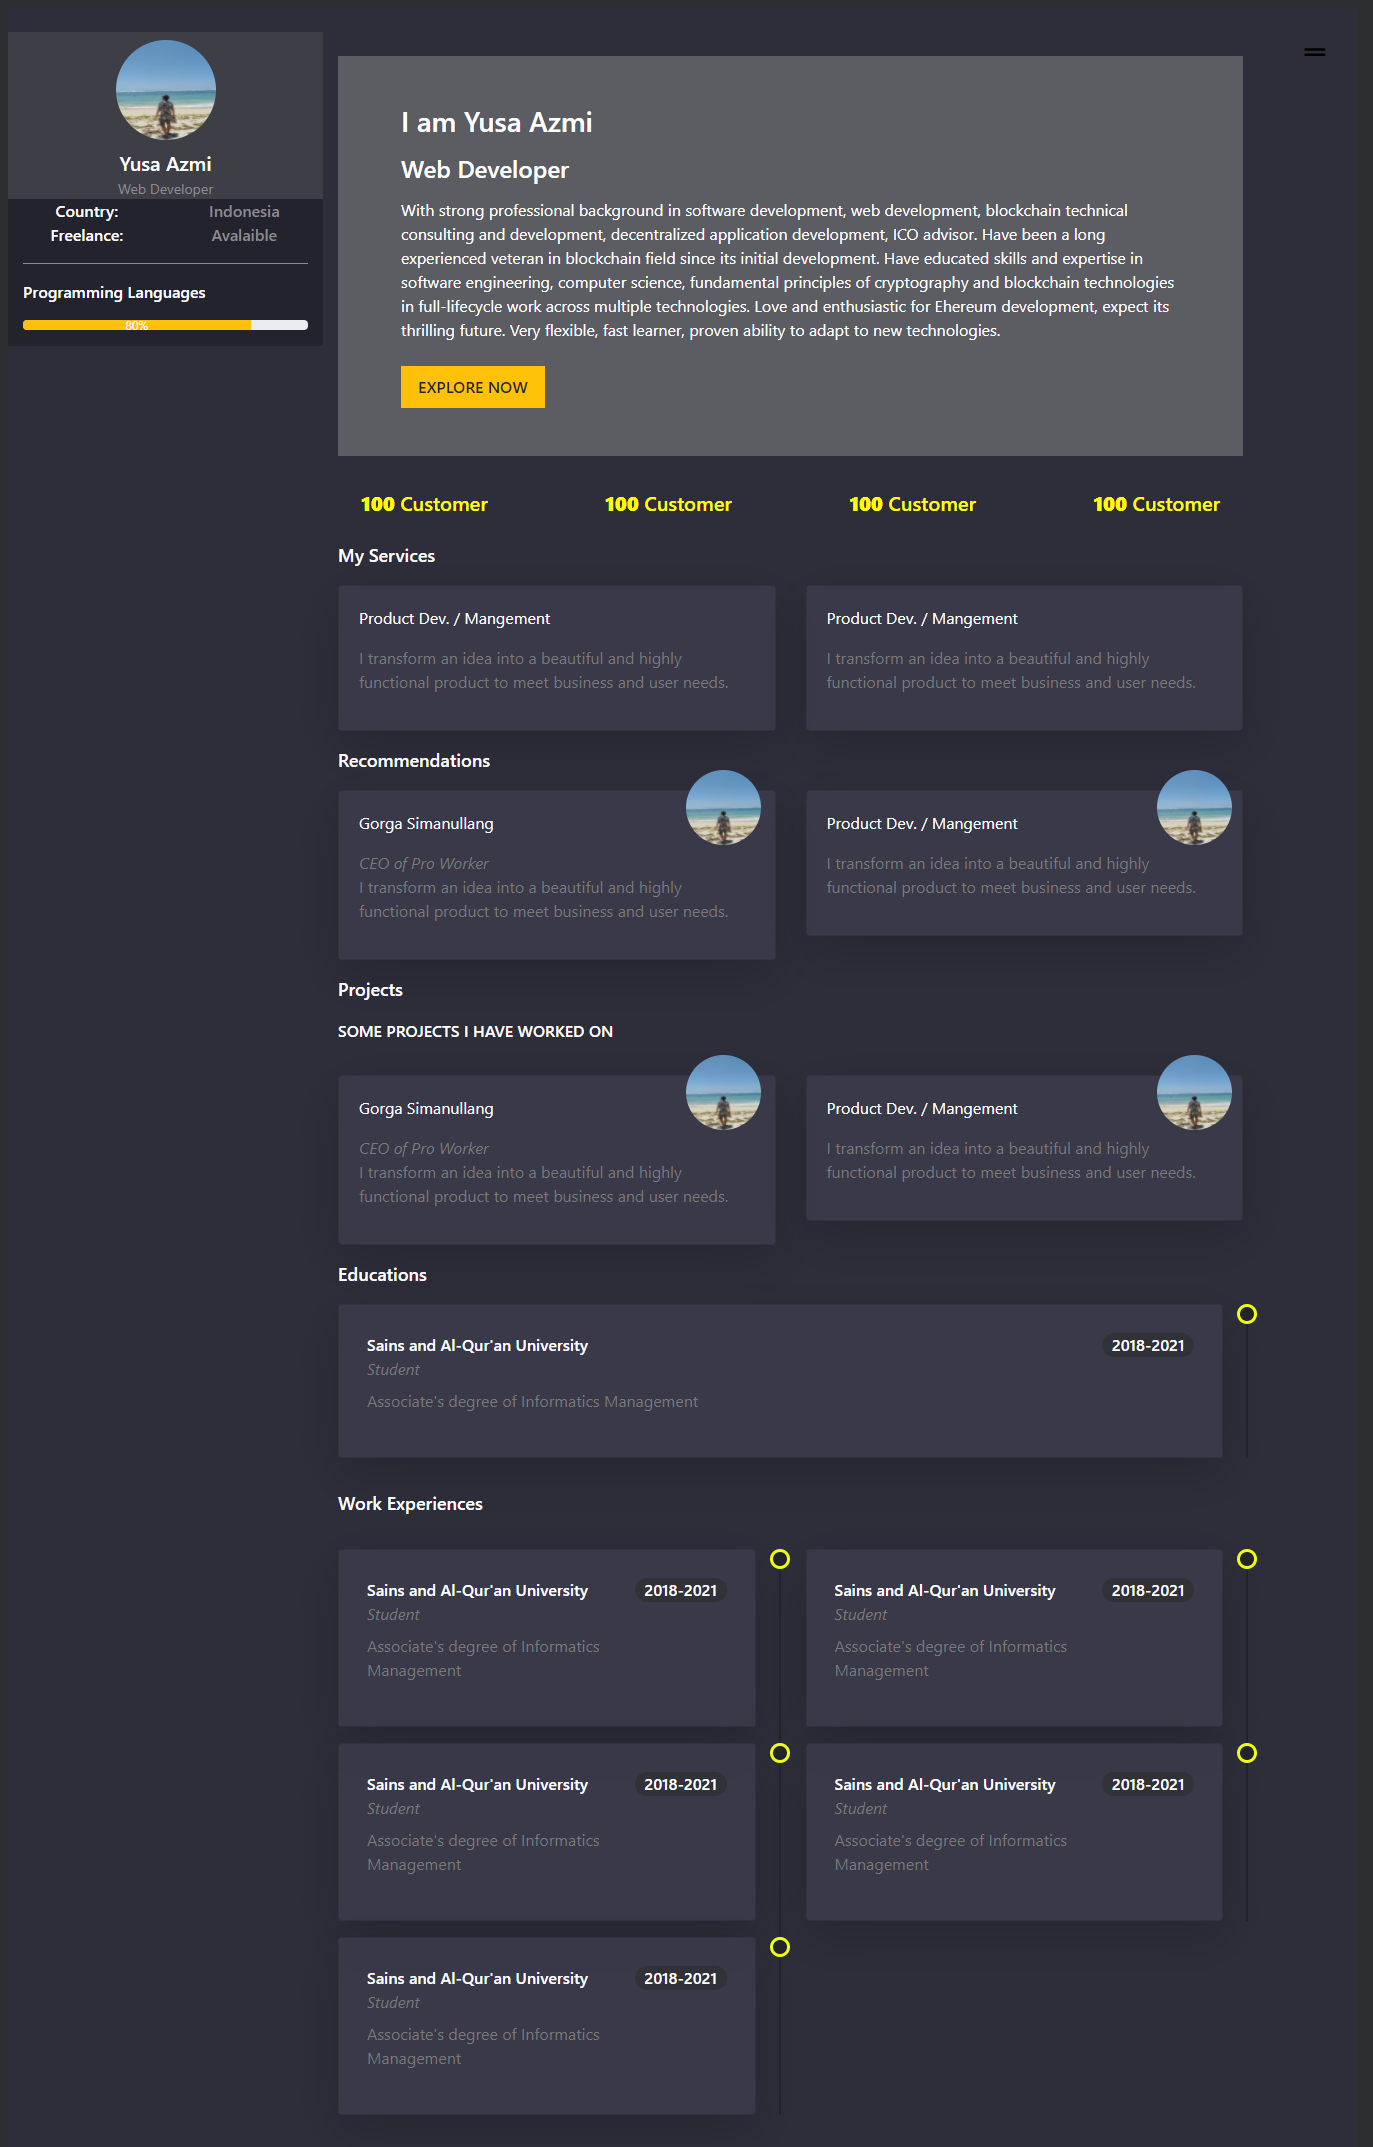 Yusa Azmi
Web Developer
Country: Indonesia
Freelance: Avalaible
Programming Languages
80%
I am Yusa Azmi
Web Developer
With strong professional background in software development, web development, blockchain technical
consulting and development, decentralized application development, ICO advisor. Have been a long
experienced veteran in blockchain field since its initial development. Have educated skills and expertise in
software engineering, computer science, fundamental principles of cryptography and blockchain technologies
in full-lifecycle work across multiple technologies. Love and enthusiastic for Ehereum development, expect its
thrilling future. Very flexible, fast learner, proven ability to adapt to new technologies.
EXPLORE NOW
100 Customer 100 Customer 100 Customer 100 Customer
My Services
Product Dev. / Mangement
I transform an idea into a beautiful and highly
functional product to meet business and user needs.
Product Dev. / Mangement
I transform an idea into a beautiful and highly
functional product to meet business and user needs.
Recommendations
Gorga Simanullang
CEO of Pro Worker
I transform an idea into a beautiful and highly
functional product to meet business and user needs.
Product Dev. / Mangement
I transform an idea into a beautiful and highly
functional product to meet business and user needs.
Projects
SOME PROJECTS I HAVE WORKED ON
Gorga Simanullang
CEO of Pro Worker
I transform an idea into a beautiful and highly
functional product to meet business and user needs.
Product Dev. / Mangement
I transform an idea into a beautiful and highly
functional product to meet business and user needs.
Educations
Sains and Al-Qur'an University 2018-2021
Student
Associate's degree of Informatics Management
Work Experiences
Sains and Al-Qur'an University 2018-2021
Student
Associate's degree of Informatics
Management
Sains and Al-Qur'an University 2018-2021
Student
Associate's degree of Informatics
Management
Sains and Al-Qur'an University 2018-2021
Student
Associate's degree of Informatics
Management
Sains and Al-Qur'an University 2018-2021
Student
Associate's degree of Informatics
Management
Sains and Al-Qur'an University 2018-2021
Student
Associate's degree of Informatics
Management